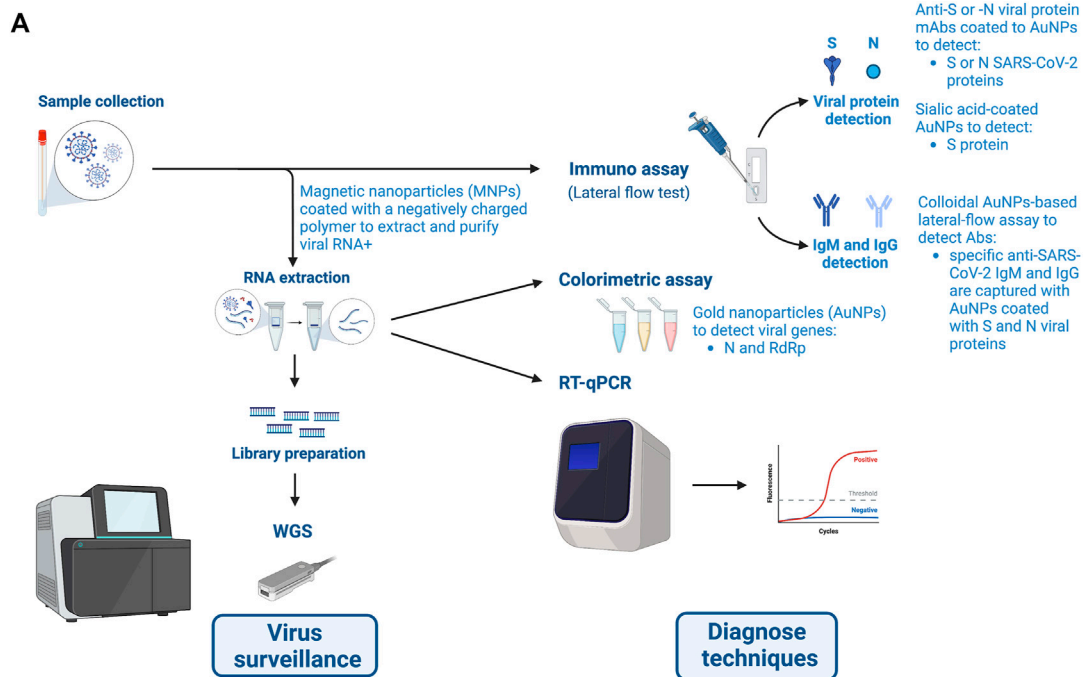 A
Sample collection
Magnetic nanoparticles (MNPs)
coated with a negatively charged
polymer to extract and purify
viral RNA+
RNA extraction
Library preparation
WGS
Virus
surveillance
Immuno assay
(Lateral flow test)
S N
Viral protein
detection
Anti-S or -N viral protein
mAbs coated to AuNPs
to detect:
• S or N SARS-CoV-2
proteins
Sialic acid-coated
AuNPs to detect:
• S protein
IgM and IgG
detection
Colloidal AuNPs-based
lateral-flow assay to
detect Abs:
• specific anti-SARS-
CoV-2 IgM and IgG
are captured with
AuNPs coated
with S and N viral
proteins
Colorimetric assay
Gold nanoparticles (AuNPs)
to detect viral genes:
• N and RdRp
RT-qPCR
Fluorescence
Positive
Threshold
Negative
Cycles
Diagnose
techniques